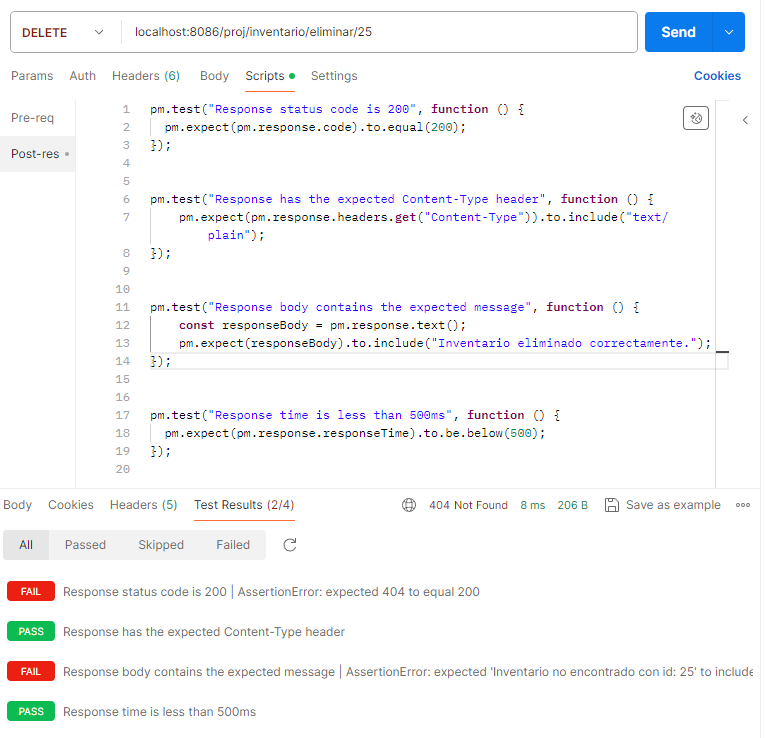 DELETE localhost:8086/proj/inventario/eliminar/25 Send
Params Auth Headers (6) Body Scripts Settings Cookies
Pre-req
Post-res
1 pm.test("Response status code is 200", function () {
2 pm.expect(pm.response.code).to.equal(200);
3 });
4
5
6 pm.test("Response has the expected Content-Type header", function () {
7 pm.expect(pm.response.headers.get("Content-Type")).to.include("text/
plain");
8 });
9
10
11 pm.test("Response body contains the expected message", function () {
12 const responseBody = pm.response.text();
13 pm.expect(responseBody).to.include("Inventario eliminado correctamente.");
14 });
15
16
17 pm.test("Response time is less than 500ms", function () {
18 pm.expect(pm.response.responseTime).to.be.below(500);
19 });
20
Body Cookies Headers (5) Test Results (2/4) 404 Not Found 8 ms 206 B Save as example
All Passed Skipped Failed
FAIL Response status code is 200 | AssertionError: expected 404 to equal 200
PASS Response has the expected Content-Type header
FAIL Response body contains the expected message | AssertionError: expected 'Inventario no encontrado con id: 25' to include
PASS Response time is less than 500ms